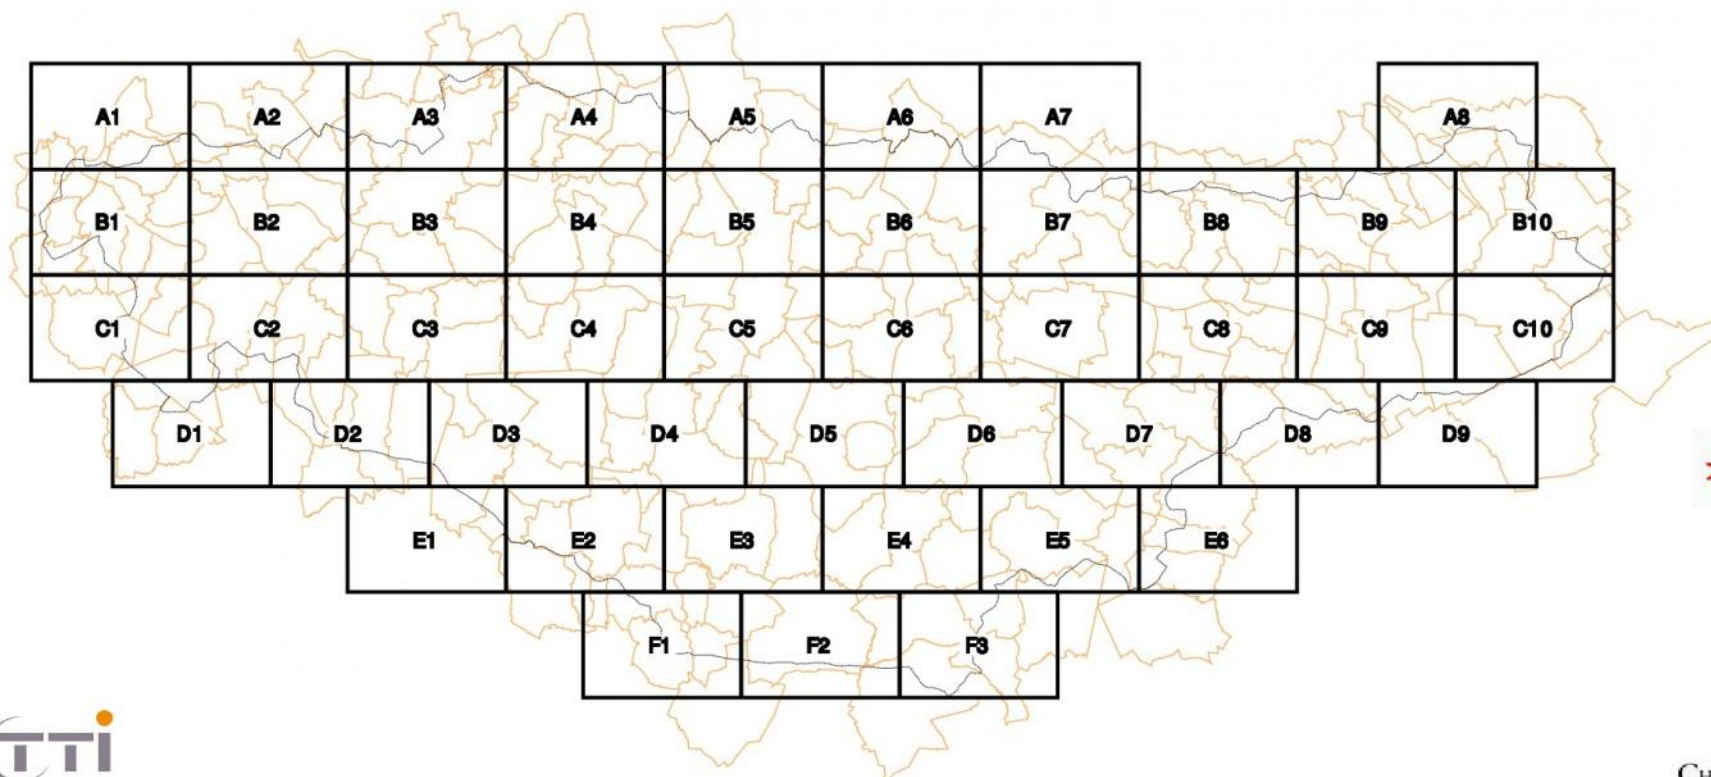 A1 A2 A3 A4 A5 A6 A7 A8
B1 B2 B3 B4 B5 B6 B7 B8 B9 B10
C1 C2 C3 C4 C5 C6 C7 C8 C9 C10
D1 D2 D3 D4 D5 D6 D7 D8 D9
E1 E2 E3 E4 E5 E6
F1 F2 F3
TTi